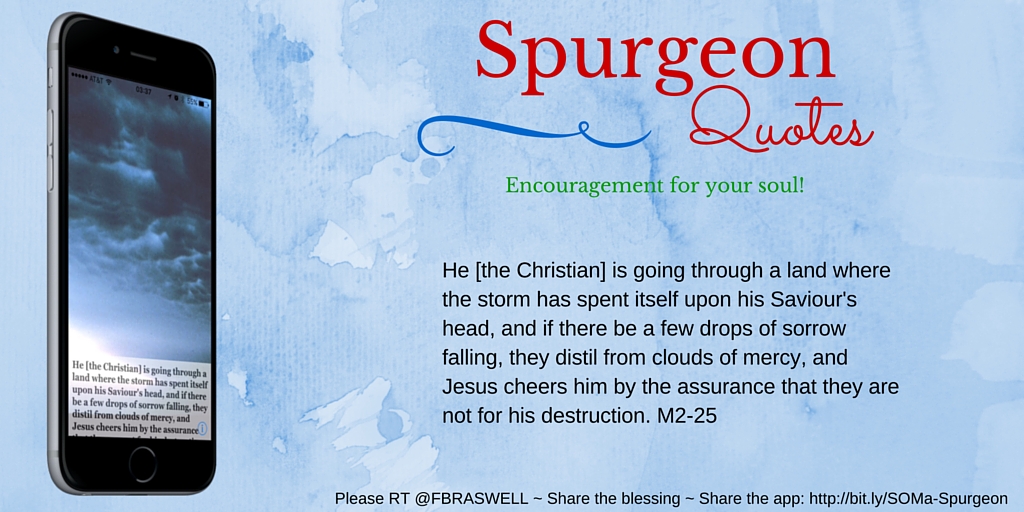 AT&T
03:37
55%
He [the Christian] is going through a
land where the storm has spent itself
upon his Saviour's head, and if there
be a few drops of sorrow falling, they
distil from clouds of mercy, and
Jesus cheers him by the assurance
Spurgeon
Quotes
Encouragement for your soul!
He [the Christian] is going through a land where
the storm has spent itself upon his Saviour's
head, and if there be a few drops of sorrow
falling, they distil from clouds of mercy, and
Jesus cheers him by the assurance that they are
not for his destruction. M2-25
Please RT @FBRASWELL ~ Share the blessing ~ Share the app: http://bit.ly/SOMa-Spurgeon